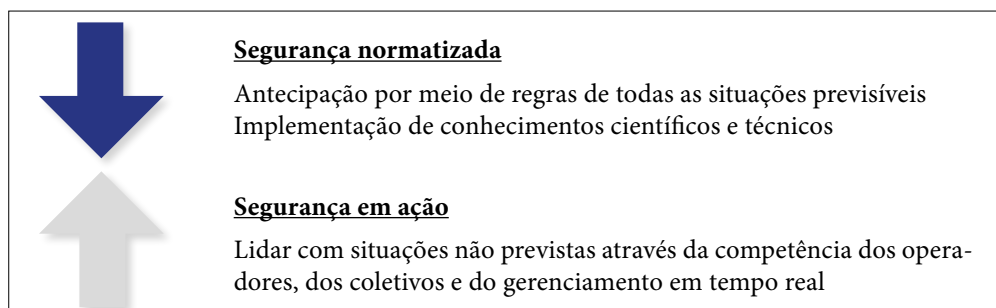 Segurança normatizada
Antecipação por meio de regras de todas as situações previsíveis
Implementação de conhecimentos científicos e técnicos
Segurança em ação
Lidar com situações não previstas através da competência dos opera-
dores, dos coletivos e do gerenciamento em tempo real